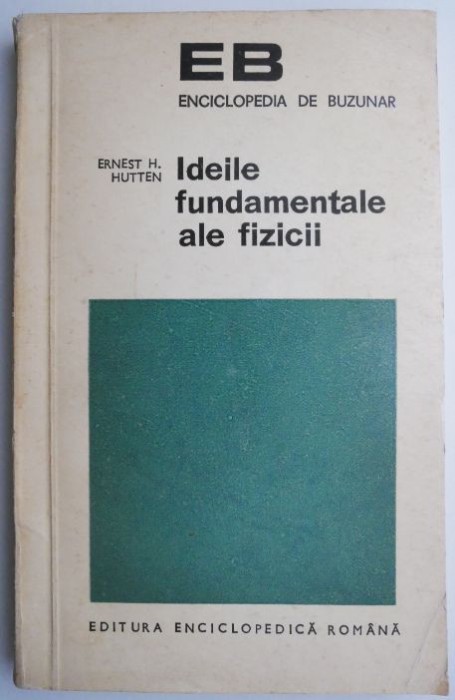 EB
ENCICLOPEDIA DE BUZUNAR
ERNEST H.
HUTTEN
Ideile
fundamentale
ale fizicii
EDITURA ENCICLOPEDICĂ ROMÂNĂ